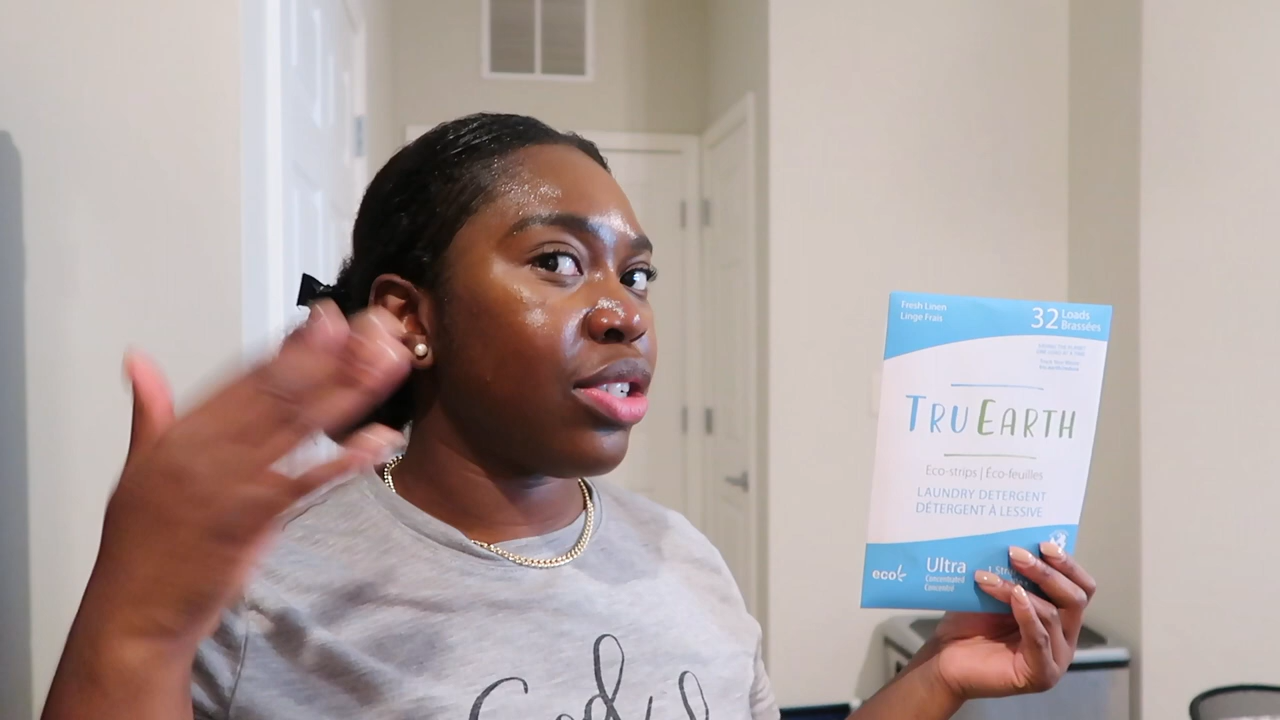 Fresh Linen
Linge Frais
32 Loads
Brassées
TRUEARTH
Eco-strips | Éco-feuilles
LAUNDRY DETERGENT
DÉTERGENT À LESSIVE
eco
Ultra
Concentrated
Concentré
God